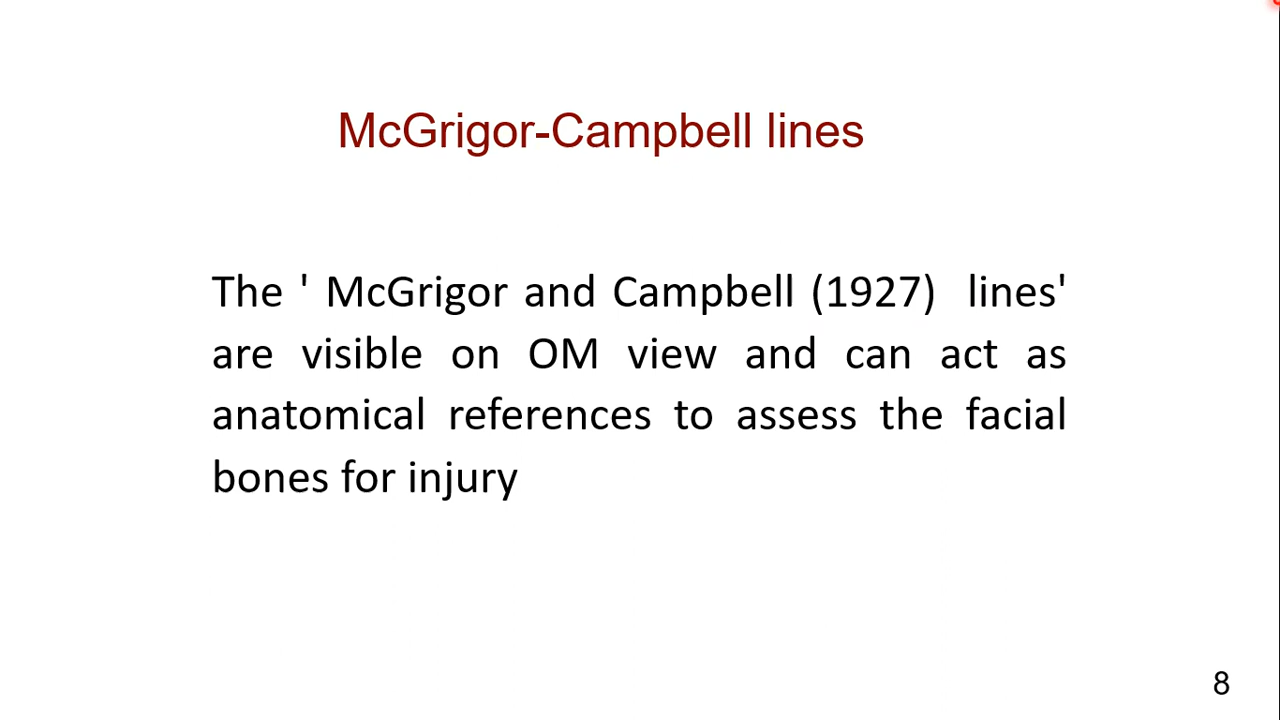 McGrigor-Campbell lines
The ' McGrigor and Campbell (1927) lines'
are visible on OM view and can act as
anatomical references to assess the facial
bones for injury
8